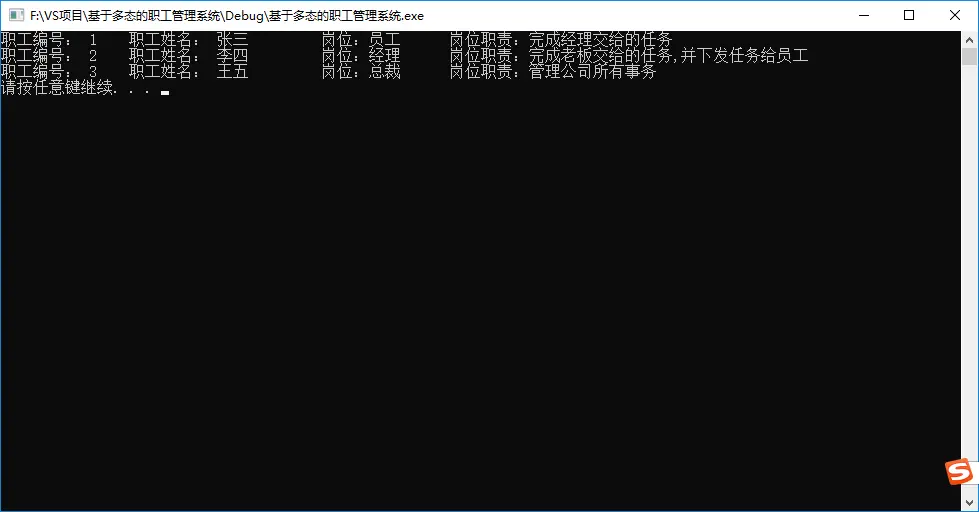 F:\VS项目\基于多态的职工管理系统\Debug\基于多态的职工管理系统.exe
职工编号： 1 职工姓名： 张三 岗位：员工 岗位职责：完成经理交给的任务
职工编号： 2 职工姓名： 李四 岗位：经理 岗位职责：完成老板交给的任务,并下发任务给员工
职工编号： 3 职工姓名： 王五 岗位：总裁 岗位职责：管理公司所有事务
请按任意键继续. . .